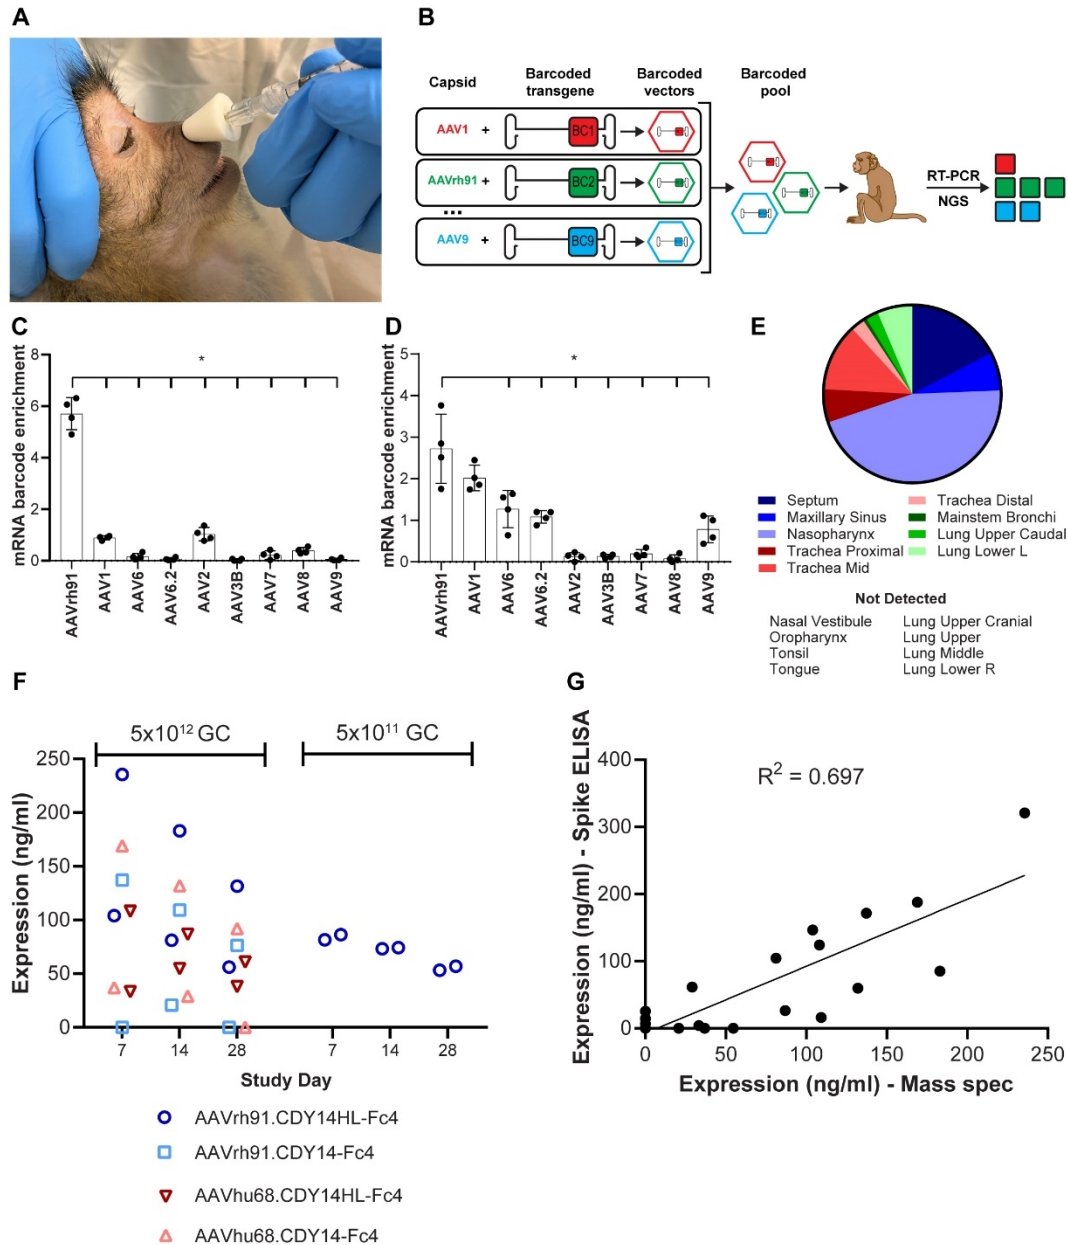 A
B
Capsid
Barcoded transgene
Barcoded vectors
Barcoded pool
AAV1 +
BC1
AAVrh91 +
BC2
...
AAV9 +
BC9
RT-PCR
NGS
C
mRNA barcode enrichment
8
6
4
2
0
*
AAVrh91
AAV1
AAV6
AAV6.2
AAV2
AAV3B
AAV7
AAV8
AAV9
D
mRNA barcode enrichment
5
4
3
2
1
0
*
AAVrh91
AAV1
AAV6
AAV6.2
AAV2
AAV3B
AAV7
AAV8
AAV9
E
Septum
Maxillary Sinus
Nasopharynx
Trachea Proximal
Trachea Mid
Trachea Distal
Mainstem Bronchi
Lung Upper Caudal
Lung Lower L
Not Detected
Nasal Vestibule
Oropharynx
Tonsil
Tongue
Lung Upper Cranial
Lung Upper
Lung Middle
Lung Lower R
F
5x10¹² GC
5x10¹¹ GC
Expression (ng/ml)
250
200
150
100
50
0
7 14 28 7 14 28
Study Day
AAVrh91.CDY14HL-Fc4
AAVrh91.CDY14-Fc4
AAVhu68.CDY14HL-Fc4
AAVhu68.CDY14-Fc4
G
Expression (ng/ml) - Spike ELISA
400
300
200
100
0
R² = 0.697
0 50 100 150 200 250
Expression (ng/ml) - Mass spec